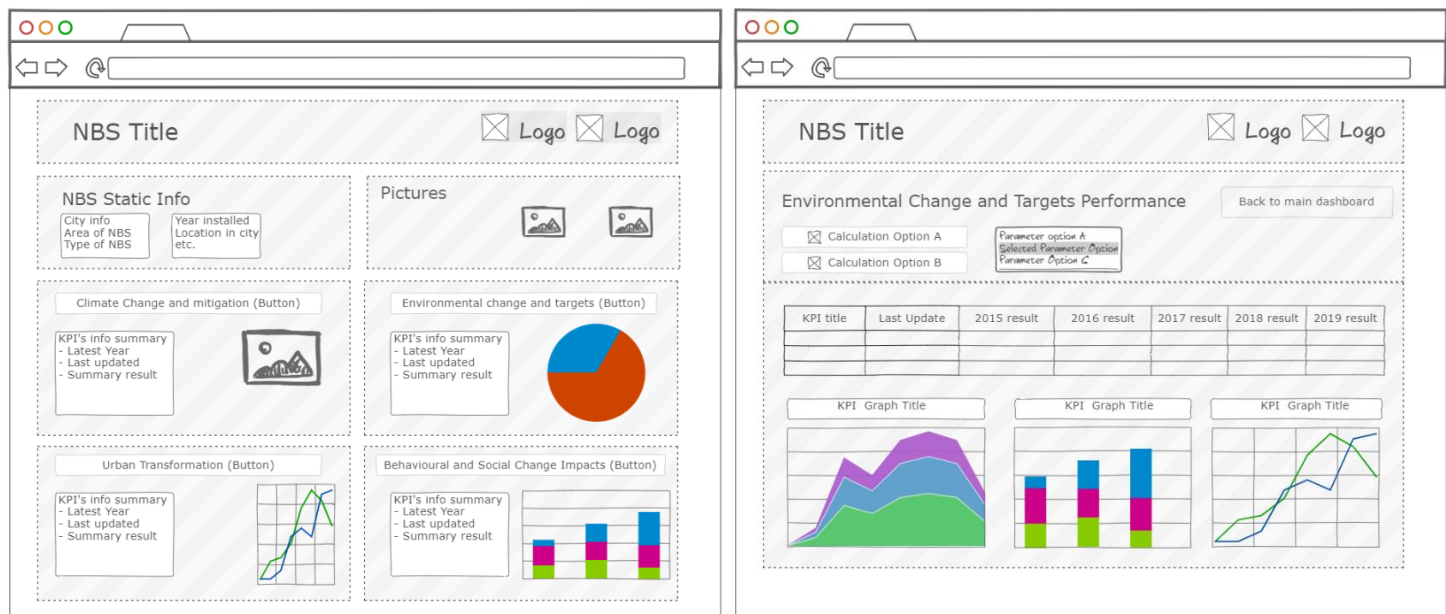 NBS Title
Logo
Logo
NBS Static Info
City info
Area of NBS
Type of NBS
Year installed
Location in city
etc.
Pictures
Climate Change and mitigation (Button)
KPI's info summary
- Latest Year
- Last updated
- Summary result
Environmental change and targets (Button)
KPI's info summary
- Latest Year
- Last updated
- Summary result
Urban Transformation (Button)
KPI's info summary
- Latest Year
- Last updated
- Summary result
Behavioural and Social Change Impacts (Button)
KPI's info summary
- Latest Year
- Last updated
- Summary result
NBS Title
Logo
Logo
Environmental Change and Targets Performance
Back to main dashboard
Calculation Option A
Calculation Option B
Parameter option A
Selected Parameter Option
Parameter Option C
KPI title
Last Update
2015 result
2016 result
2017 result
2018 result
2019 result
KPI Graph Title
KPI Graph Title
KPI Graph Title